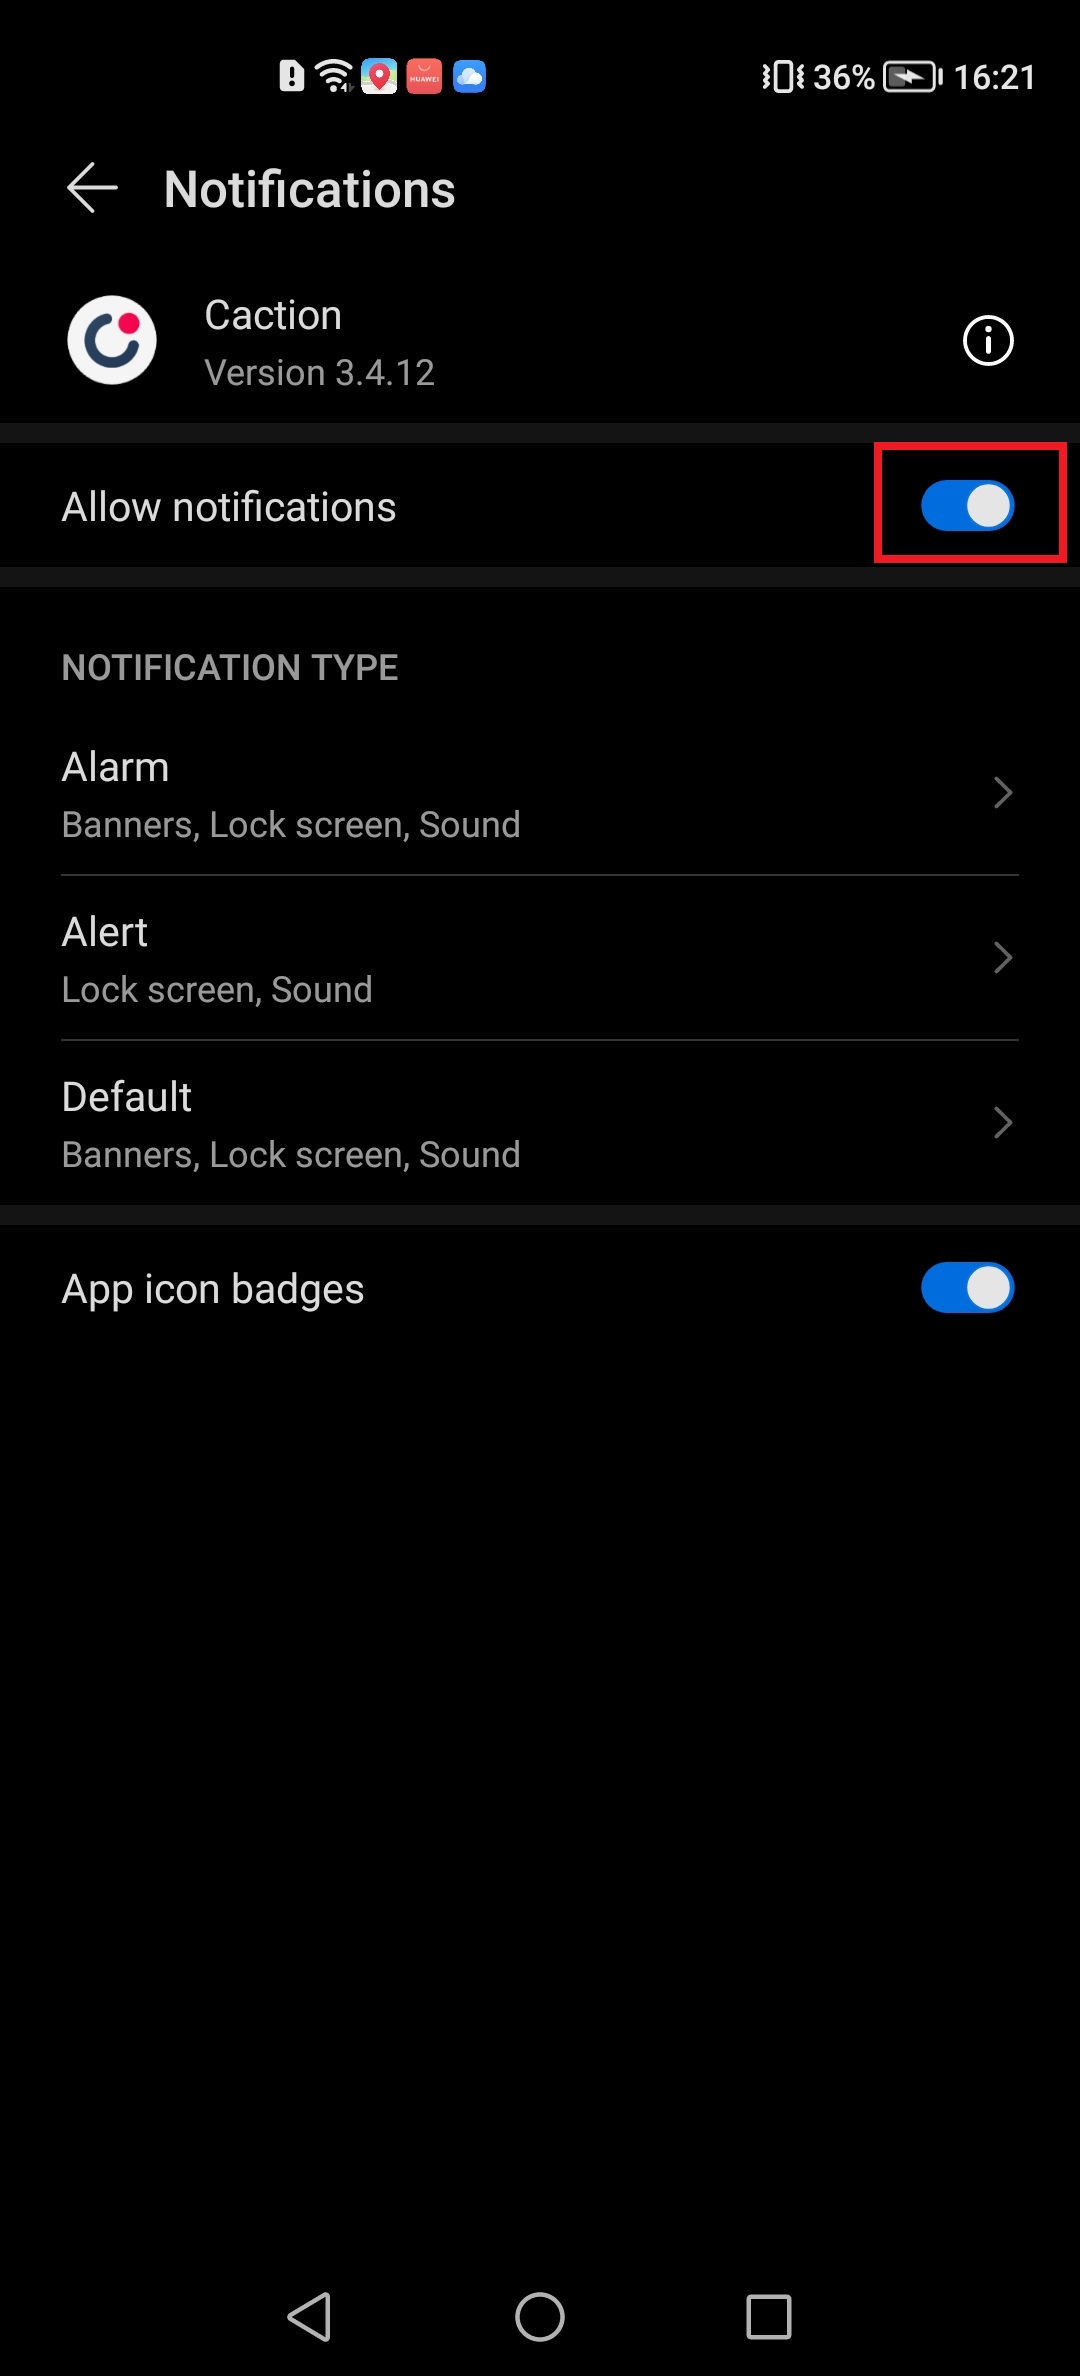 36% 16:21
HUAWEI
Notifications
Caction
Version 3.4.12
Allow notifications
NOTIFICATION TYPE
Alarm
Banners, Lock screen, Sound
Alert
Lock screen, Sound
Default
Banners, Lock screen, Sound
App icon badges